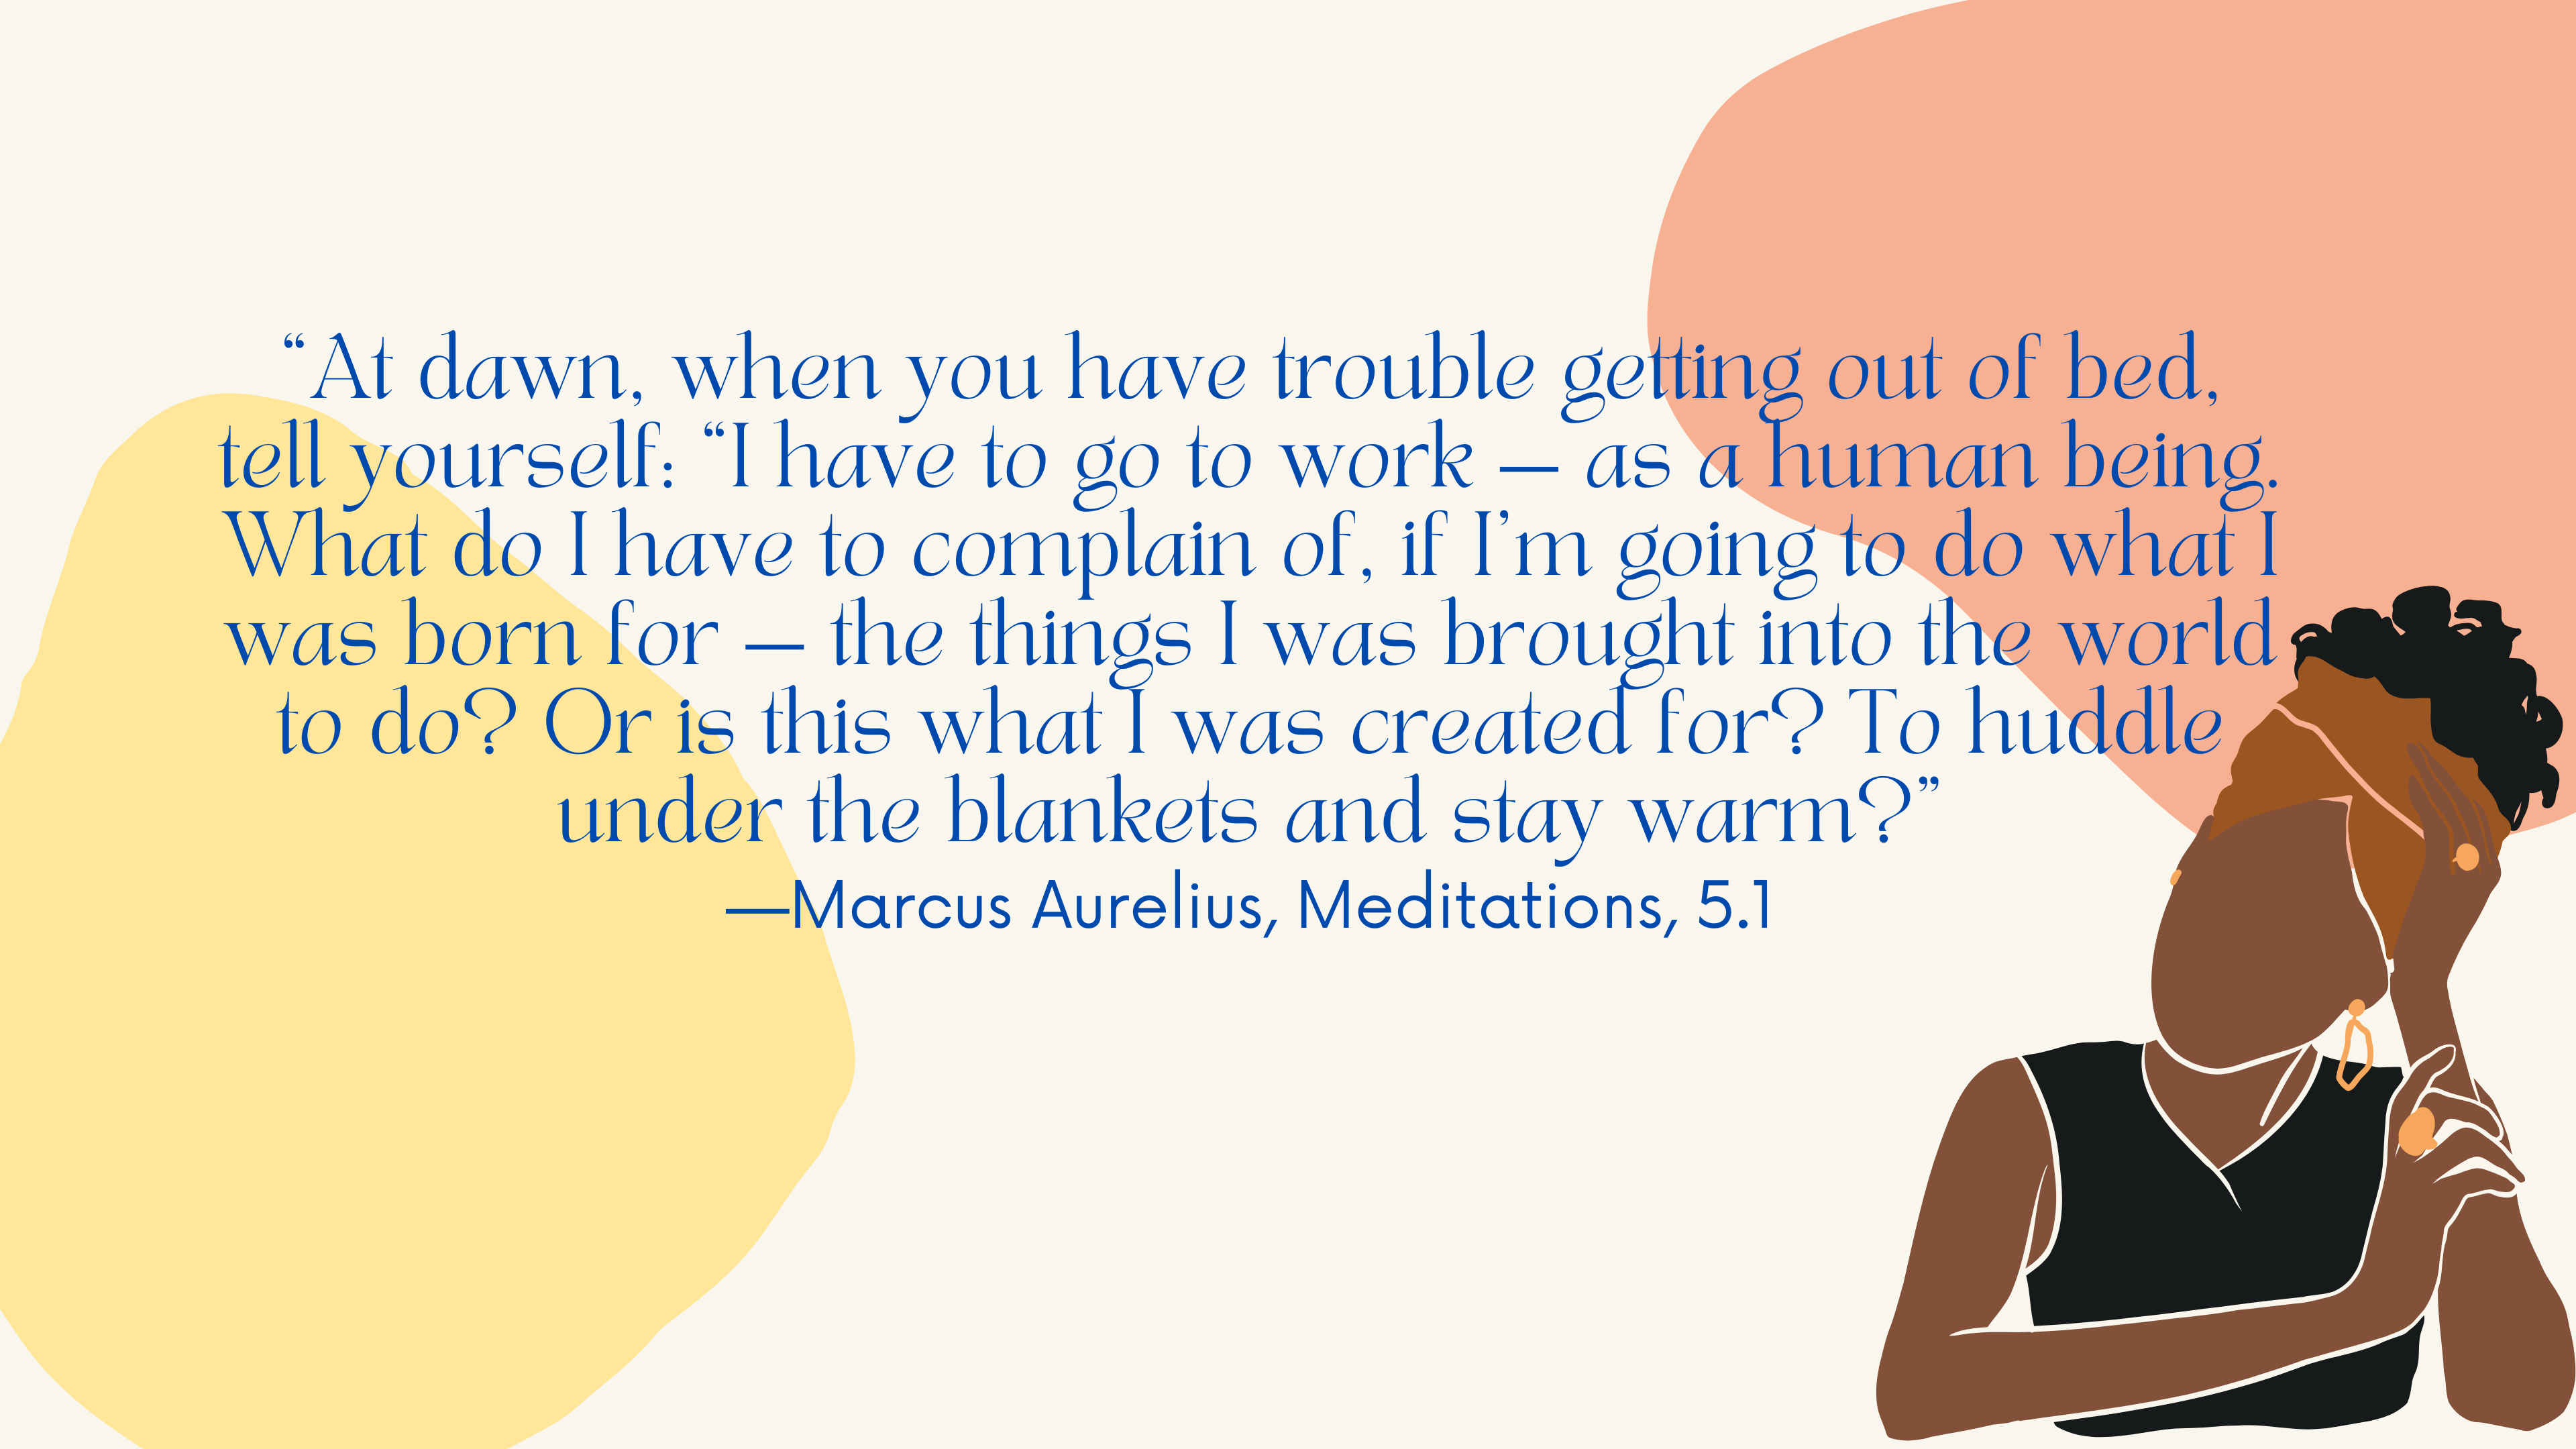 “At dawn, when you have trouble getting out of bed,
tell yourself: “I have to go to work — as a human being.
What do I have to complain of, if I’m going to do what I
was born for — the things I was brought into the world
to do? Or is this what I was created for? To huddle
under the blankets and stay warm?”
—Marcus Aurelius, Meditations, 5.1